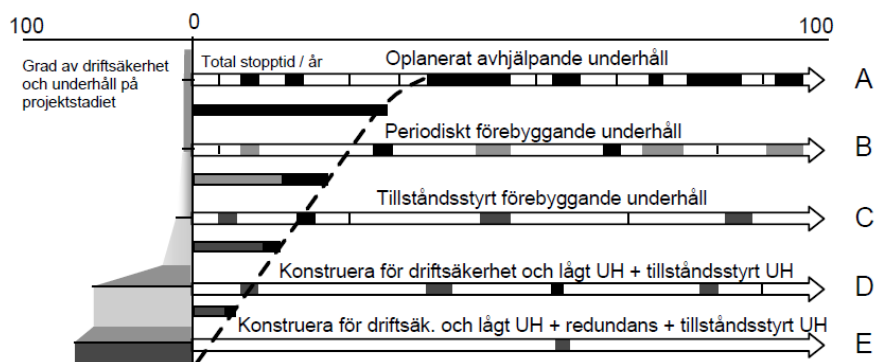 100
0
100
Grad av driftsäkerhet
och underhåll på
projektstadiet
Total stopptid / år
Oplanerat avhjälpande underhåll
A
Periodiskt förebyggande underhåll
B
Tillståndsstyrt förebyggande underhåll
C
Konstruera för driftsäkerhet och lågt UH + tillståndsstyrt UH
D
Konstruera för driftsäk. och lågt UH + redundans + tillståndsstyrt UH
E